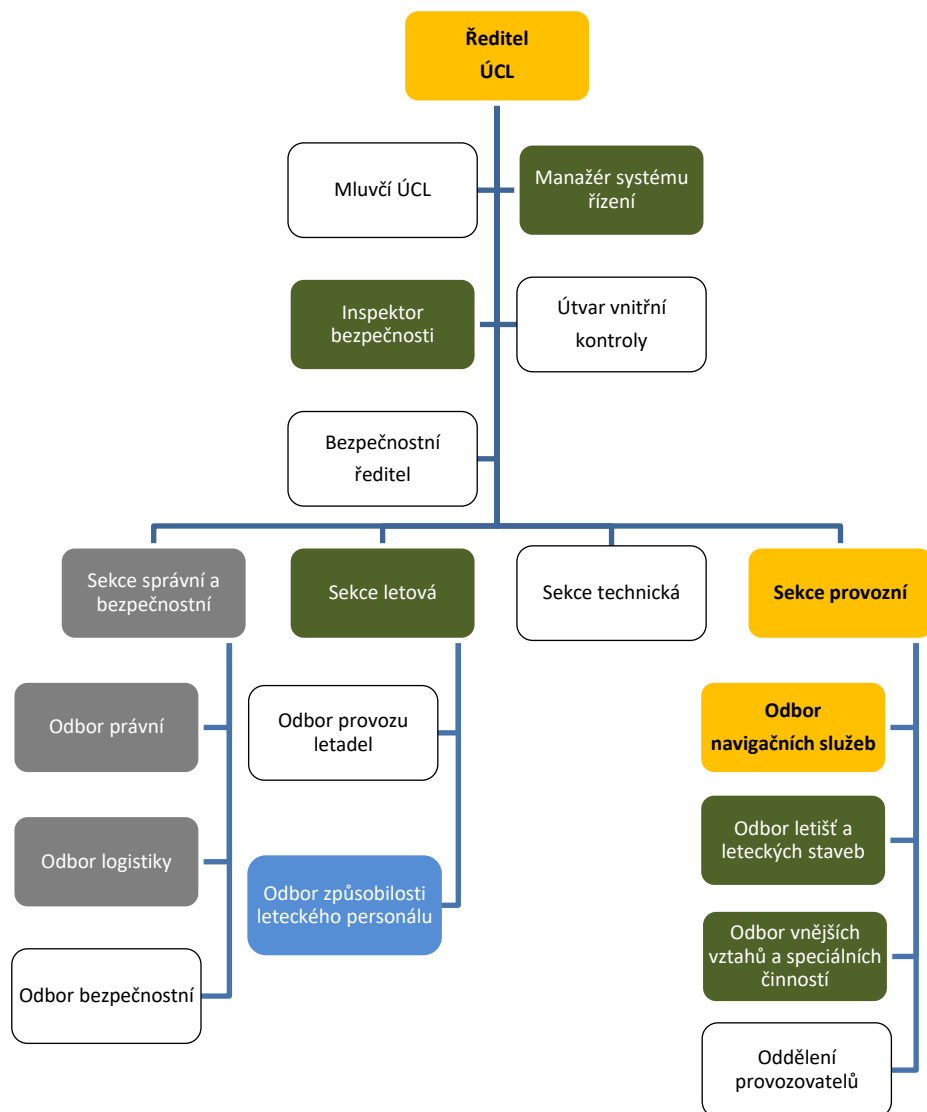 Ředitel
ÚCL
Mluvčí ÚCL
Manažér systému
řízení
Inspektor
bezpečnosti
Útvar vnitřní
kontroly
Bezpečnostní
ředitel
Sekce správní a
bezpečnostní
Sekce letová
Sekce technická
Sekce provozní
Odbor právní
Odbor logistiky
Odbor bezpečnostní
Odbor provozu
letadel
Odbor způsobilosti
leteckého personálu
Odbor
navigačních služeb
Odbor letišť a
leteckých staveb
Odbor vnějších
vztahů a speciálních
činností
Oddělení
provozovatelů